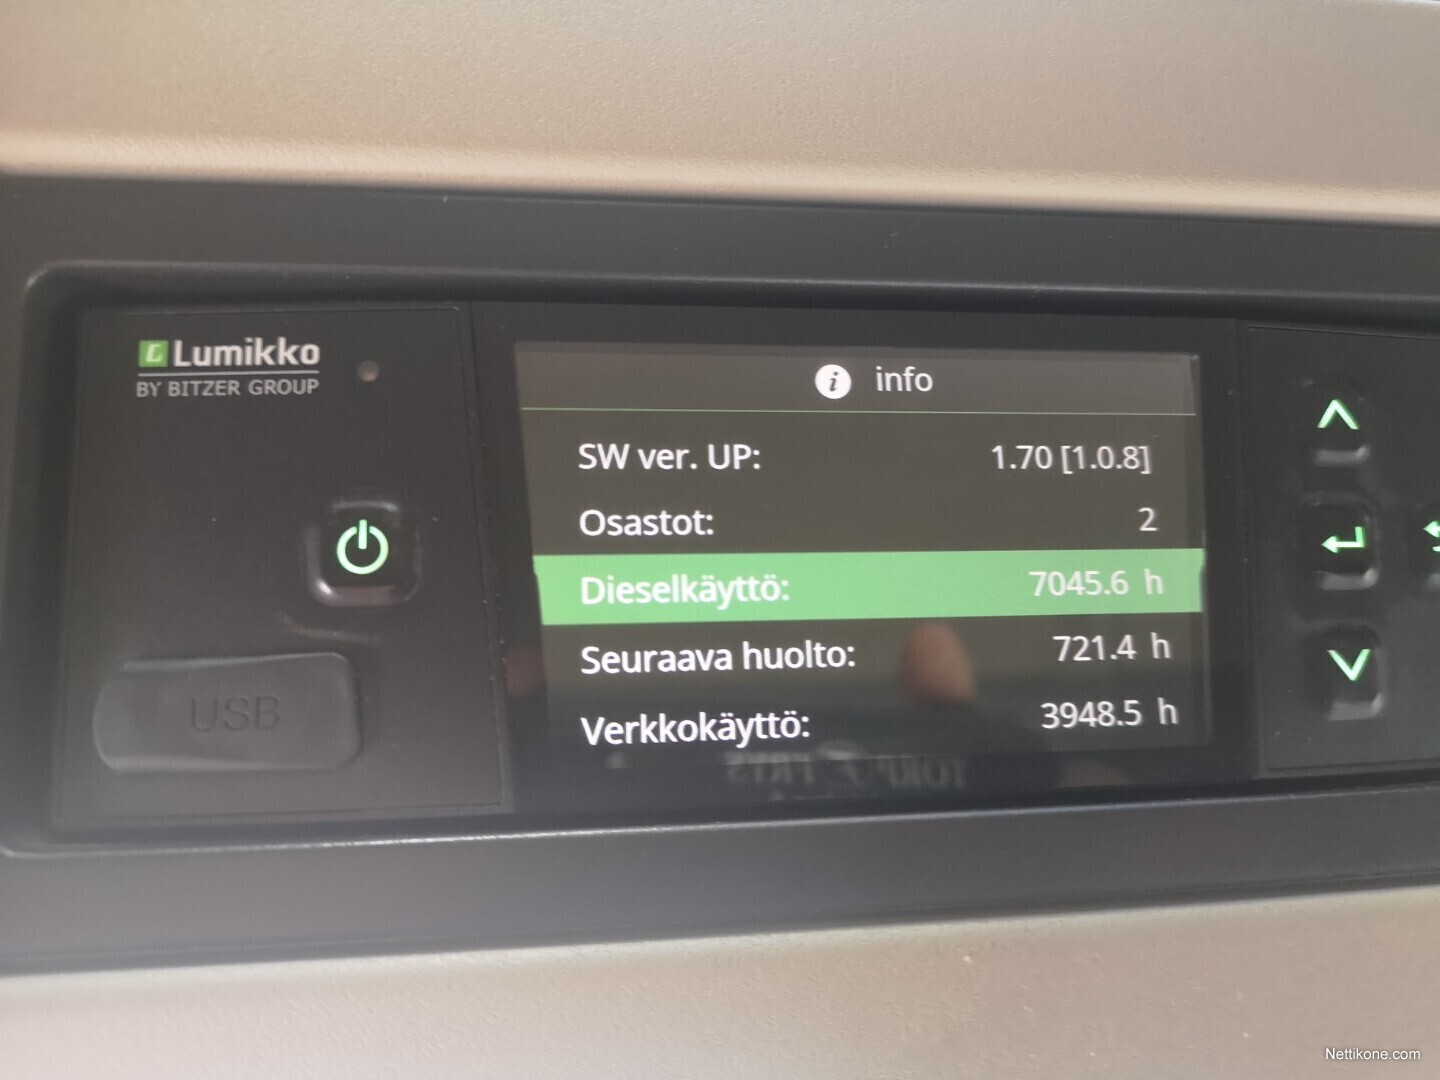 Lumikko
BY BITZER GROUP
USB
i info
SW ver. UP: 1.70 [1.0.8]
Osastot: 2
Dieselkäyttö: 7045.6 h
Seuraava huolto: 721.4 h
Verkkokäyttö: 3948.5 h
Nettikone.com